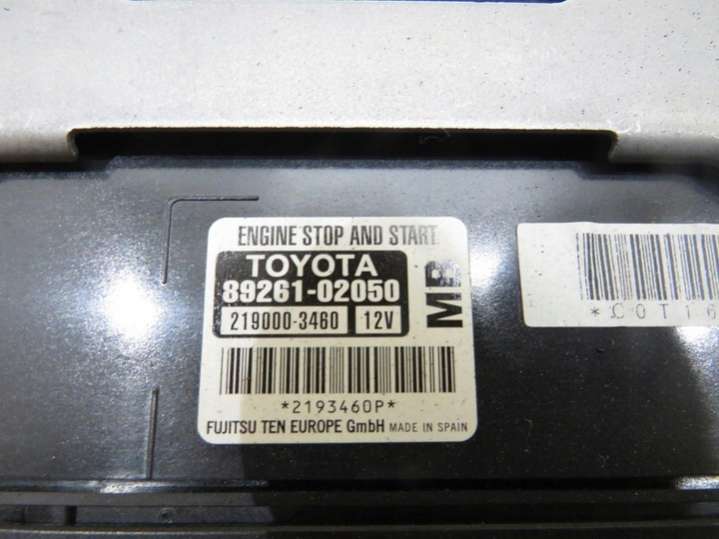 ENGINE STOP AND START
TOYOTA
89261-02050
219000-3460 12V
MB
*2193460P*
FUJITSU TEN EUROPE GmbH MADE IN SPAIN